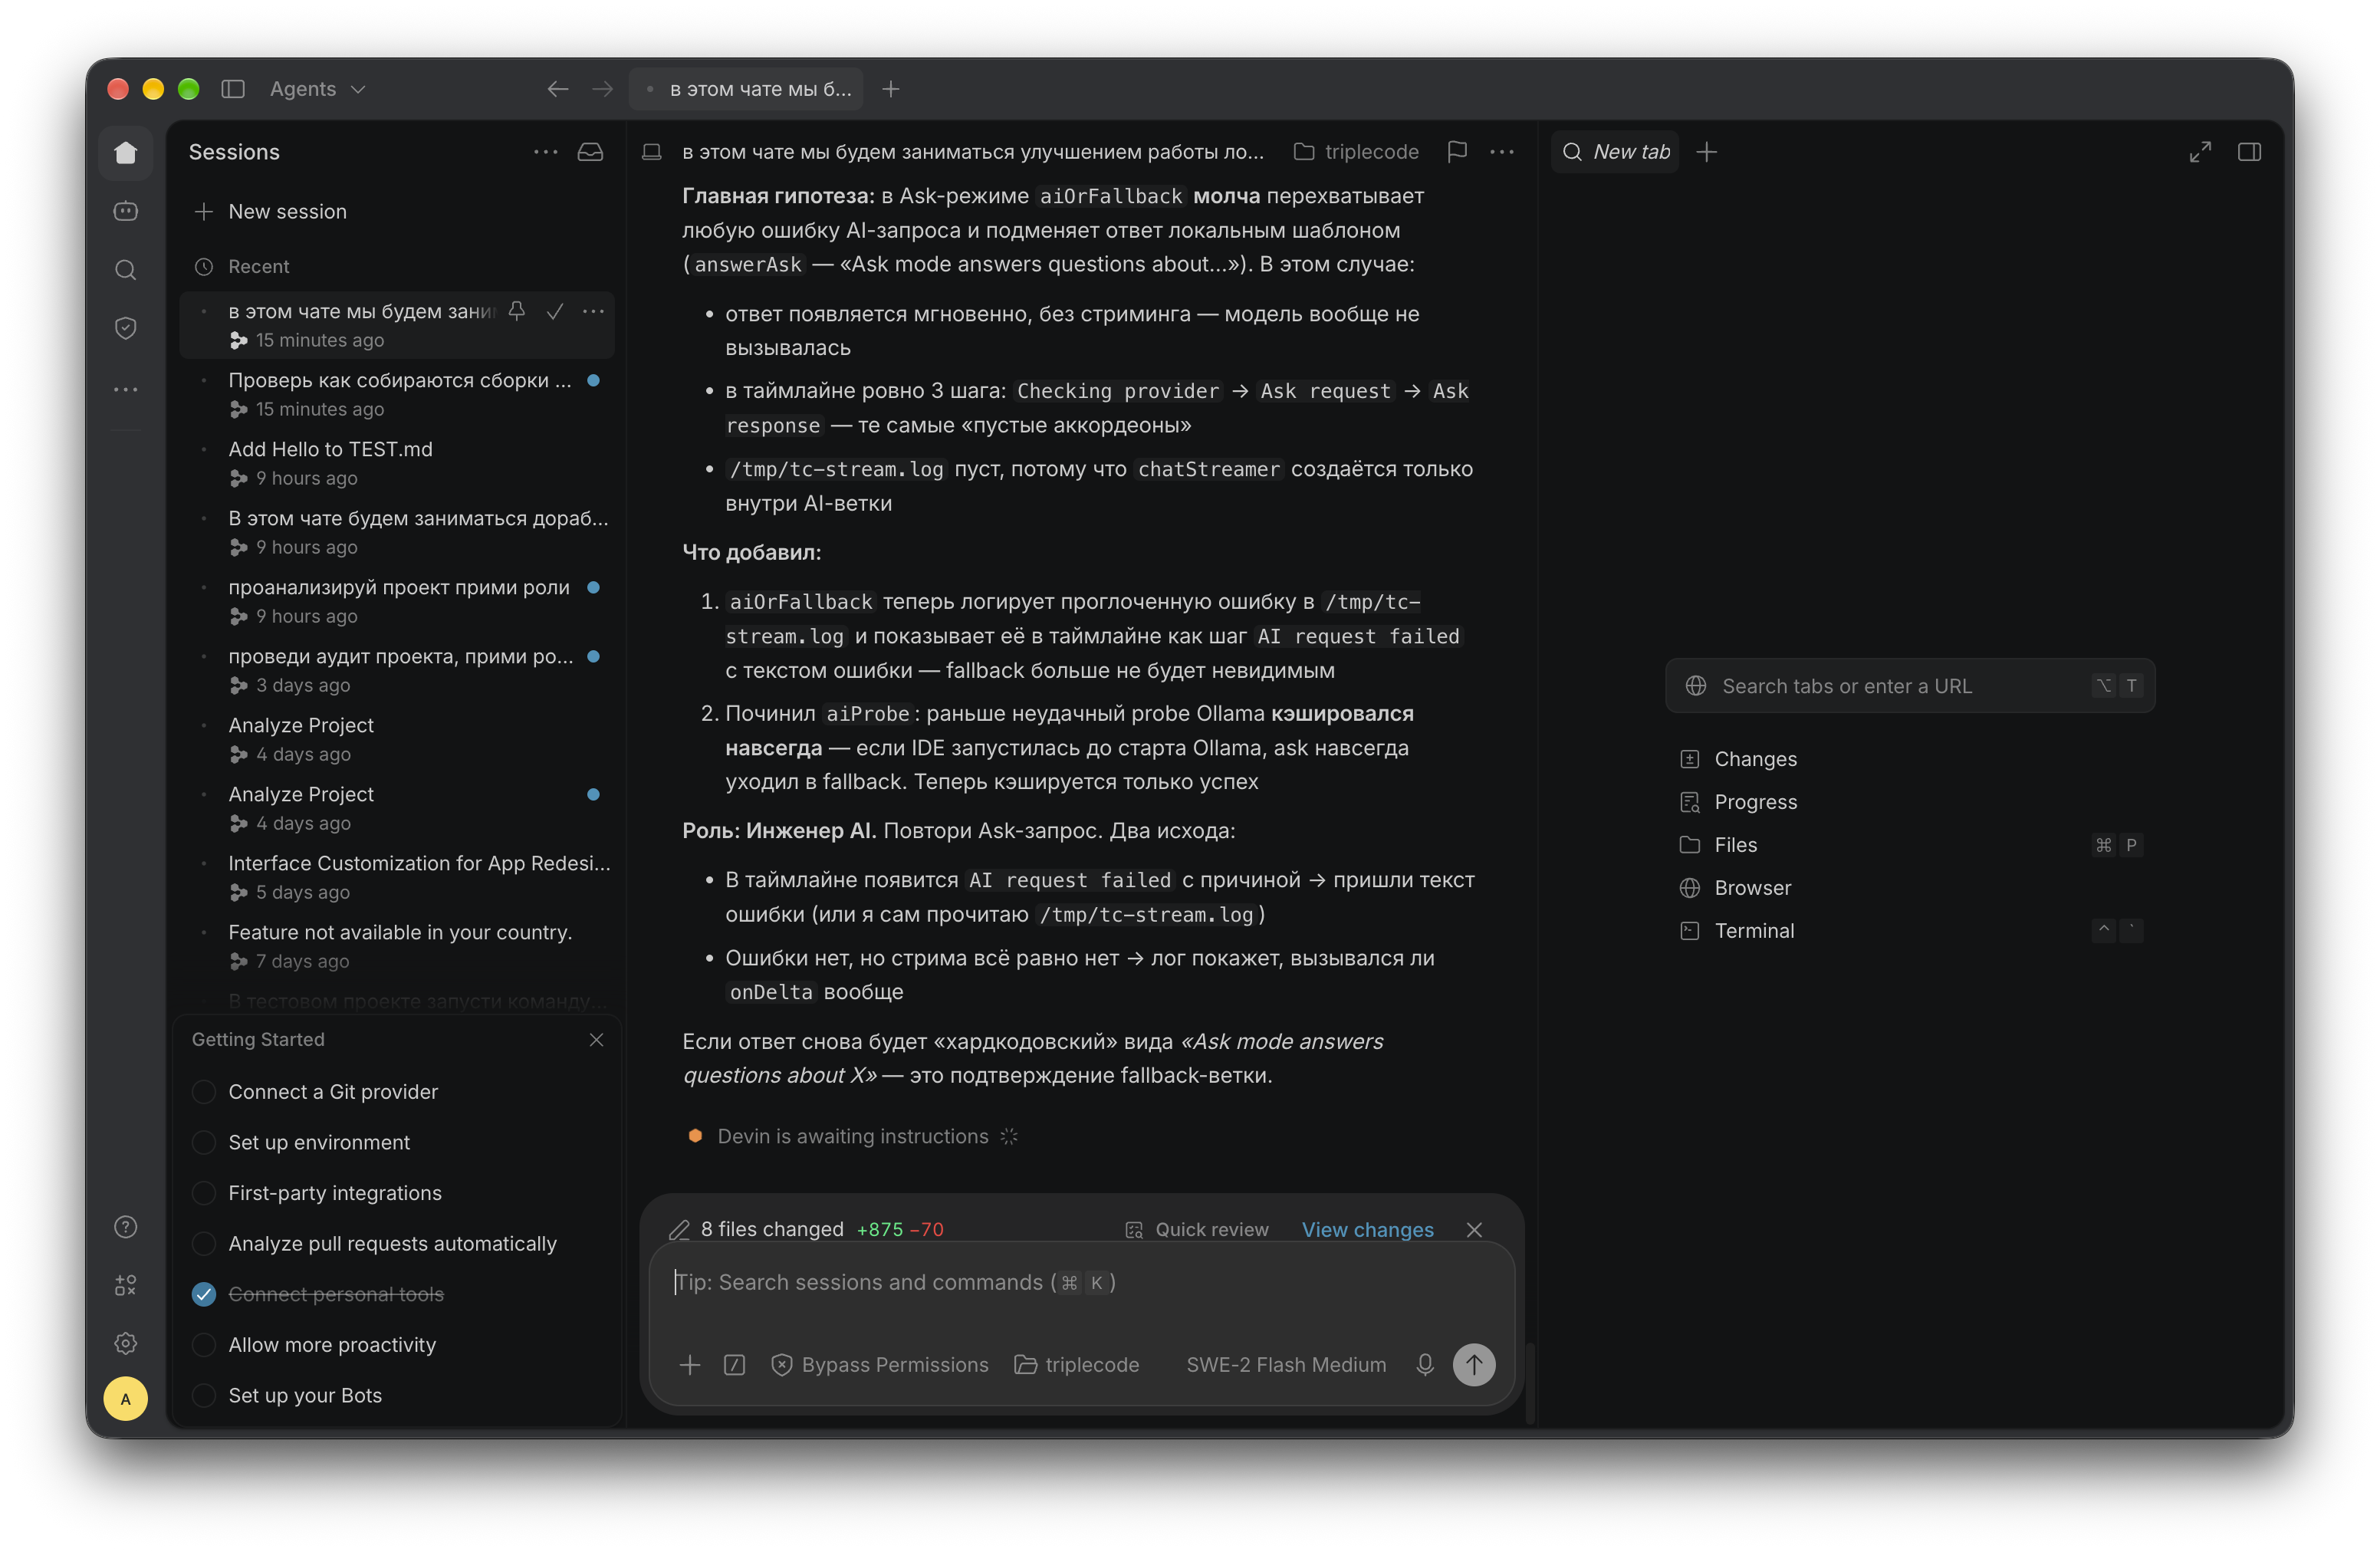 Agents
в этом чате мы б...
Sessions
New session
Recent
в этом чате мы будем зани
15 minutes ago
Проверь как собираются сборки ...
15 minutes ago
Add Hello to TEST.md
9 hours ago
В этом чате будем заниматься дораб...
9 hours ago
проанализируй проект прими роли
9 hours ago
проведи аудит проекта, прими ро...
3 days ago
Analyze Project
4 days ago
Analyze Project
4 days ago
Interface Customization for App Redesi...
5 days ago
Feature not available in your country.
7 days ago
В тестовом проекте запусти команду...
Getting Started
Connect a Git provider
Set up environment
First-party integrations
Analyze pull requests automatically
Connect personal tools
Allow more proactivity
Set up your Bots
A
в этом чате мы будем заниматься улучшением работы ло...
triplecode
Главная гипотеза: в Ask-режиме aiOrFallback молча перехватывает
любую ошибку AI-запроса и подменяет ответ локальным шаблоном
(answerAsk — «Ask mode answers questions about...»). В этом случае:
• ответ появляется мгновенно, без стриминга — модель вообще не
вызывалась
• в таймлайне ровно 3 шага: Checking provider → Ask request → Ask
response — те самые «пустые аккордеоны»
• /tmp/tc-stream.log пуст, потому что chatStreamer создаётся только
внутри AI-ветки
Что добавил:
1. aiOrFallback теперь логирует проглоченную ошибку в /tmp/tc-
stream.log и показывает её в таймлайне как шаг AI request failed
с текстом ошибки — fallback больше не будет невидимым
2. Починил aiProbe: раньше неудачный probe Ollama кэшировался
навсегда — если IDE запустилась до старта Ollama, ask навсегда
уходил в fallback. Теперь кэшируется только успех
Роль: Инженер AI. Повтори Ask-запрос. Два исхода:
• В таймлайне появится AI request failed с причиной → пришли текст
ошибки (или я сам прочитаю /tmp/tc-stream.log)
• Ошибки нет, но стрима всё равно нет → лог покажет, вызывался ли
onDelta вообще
Если ответ снова будет «хардкодовский» вида «Ask mode answers
questions about X» — это подтверждение fallback-ветки.
Devin is awaiting instructions
8 files changed +875 −70 Quick review View changes
Tip: Search sessions and commands (⌘ K)
Bypass Permissions triplecode SWE-2 Flash Medium
New tab
Search tabs or enter a URL ⌥ T
Changes
Progress
Files ⌘ P
Browser
Terminal ^ `